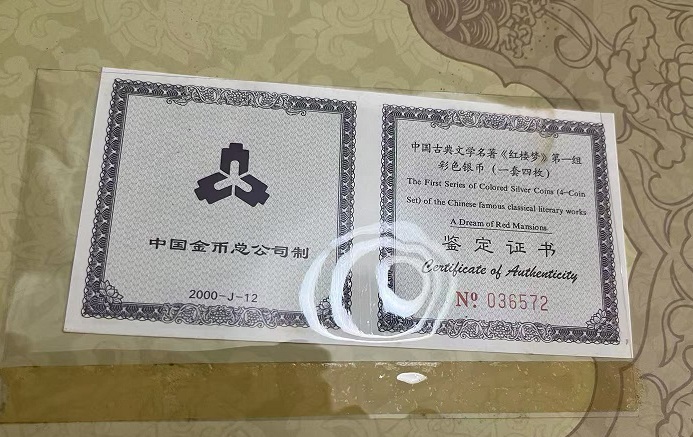 中国金币总公司制
2000-J-12
中国古典文学名著《红楼梦》第一组
彩色银币（一套四枚）
The First Series of Colored Silver Coins (4-Coin
Set) of the Chinese famous classical literary works
A Dream of Red Mansions
鉴定证书
Certificate of Authenticity
Nº 036572